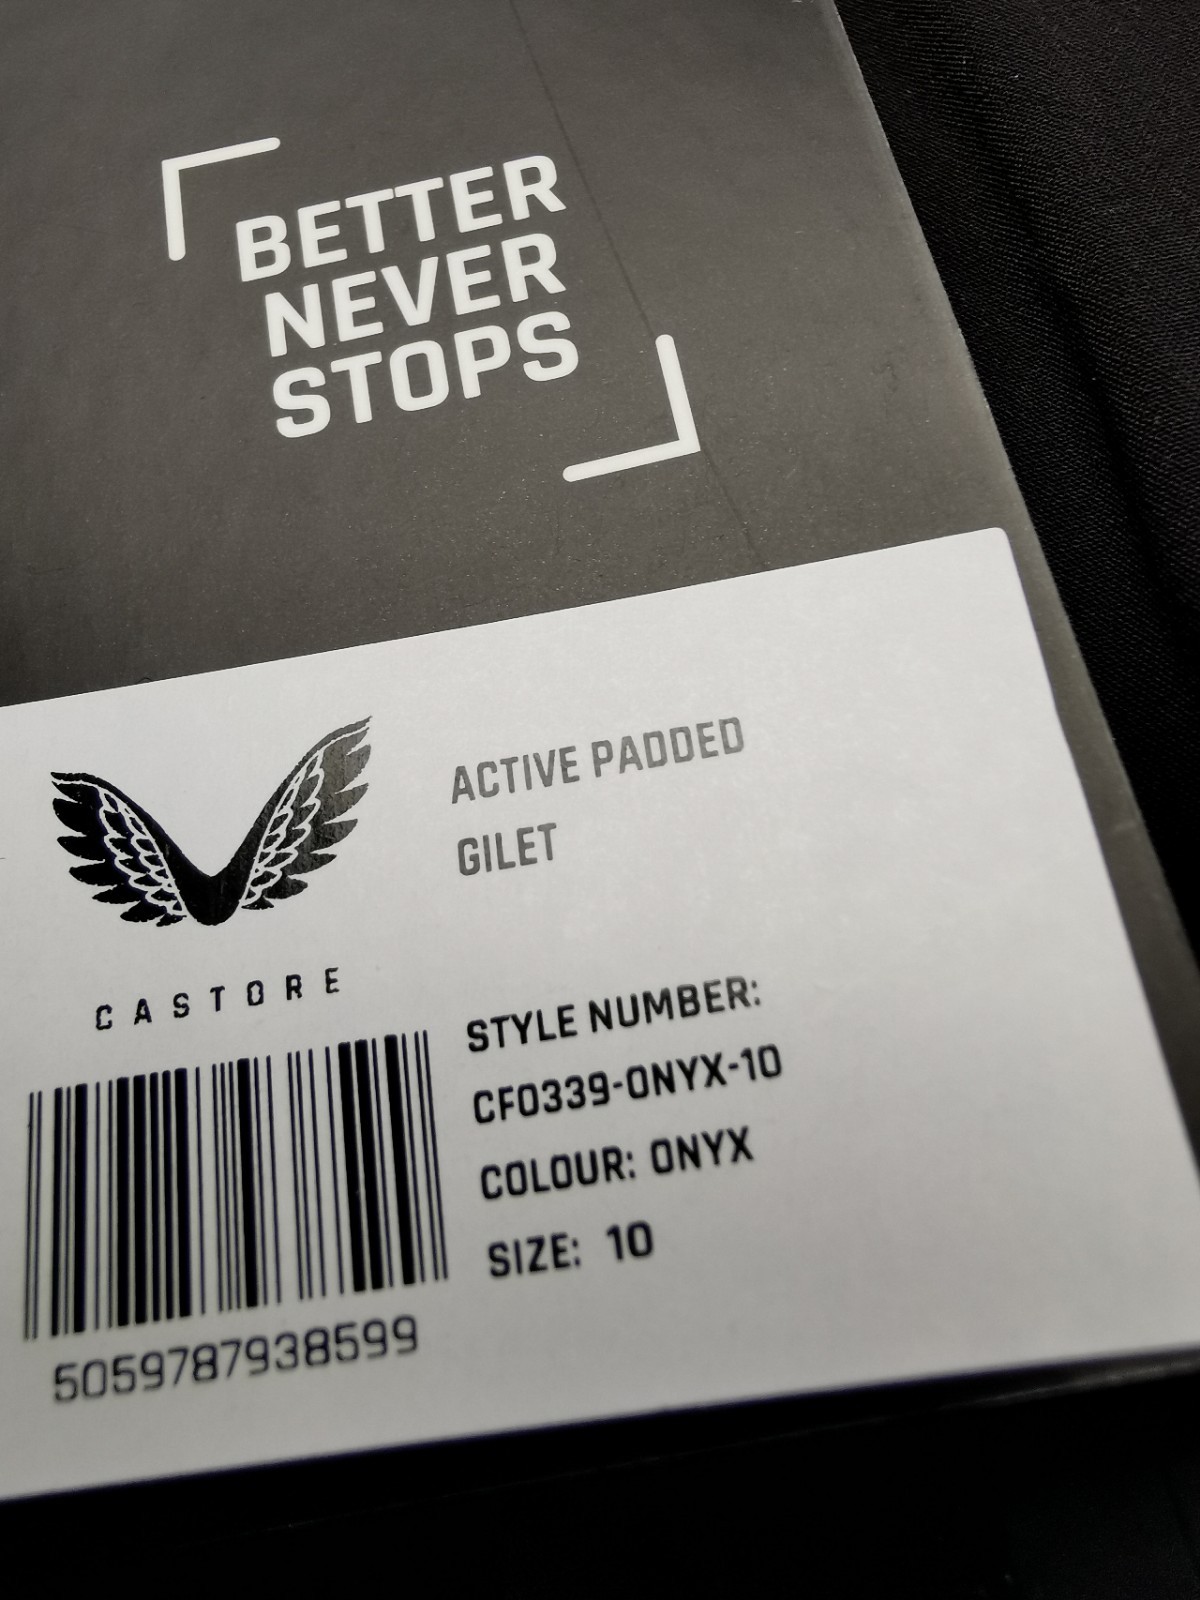 BETTER
NEVER
STOPS
ACTIVE PADDED
GILET
CASTORE
STYLE NUMBER:
CF0339-ONYX-10
COLOUR: ONYX
SIZE: 10
5059787938599